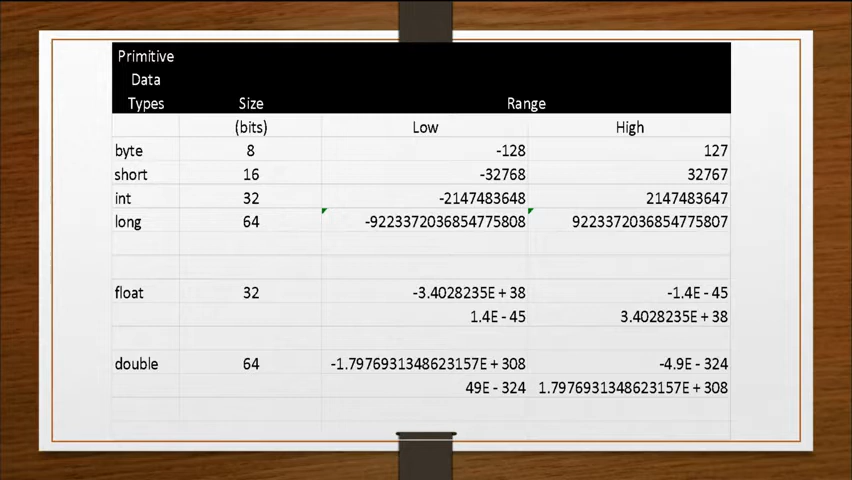 Primitive
Data
Types Size Range
(bits) Low High
byte 8 -128 127
short 16 -32768 32767
int 32 -2147483648 2147483647
long 64 -9223372036854775808 9223372036854775807
float 32 -3.4028235E + 38 -1.4E - 45
1.4E - 45 3.4028235E + 38
double 64 -1.7976931348623157E + 308 -4.9E - 324
49E - 324 1.7976931348623157E + 308